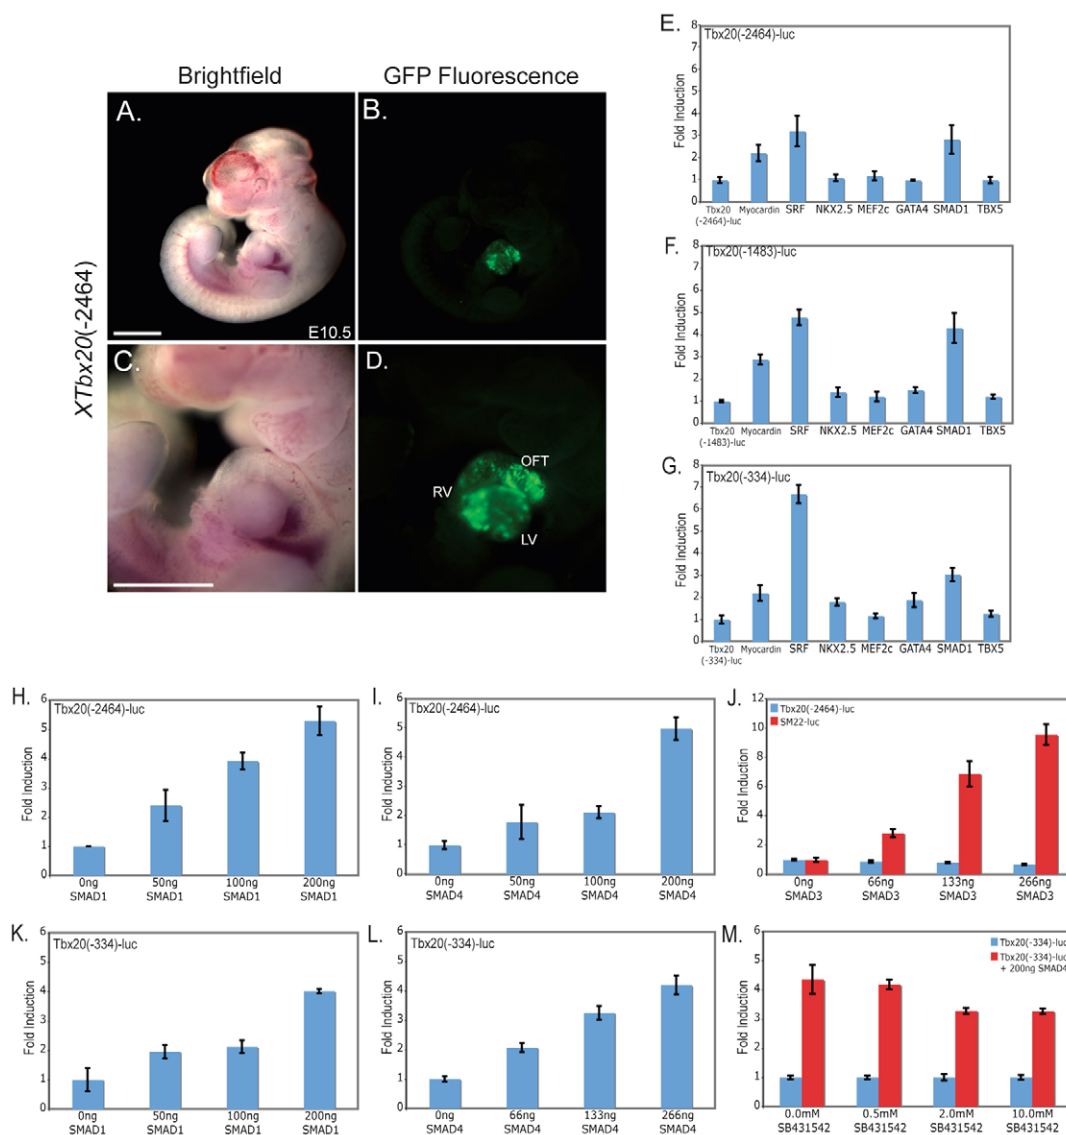 Brightfield
GFP Fluorescence
XTbx20(-2464)
A.
E10.5
B.
C.
D.
OFT
RV
LV
E.
Tbx20(-2464)-luc
Fold Induction
8
7
6
5
4
3
2
1
0
Tbx20
(-2464)-luc
Myocardin
SRF
NKX2.5
MEF2c
GATA4
SMAD1
TBX5
F.
Tbx20(-1483)-luc
Fold Induction
8
7
6
5
4
3
2
1
0
Tbx20
(-1483)-luc
Myocardin
SRF
NKX2.5
MEF2c
GATA4
SMAD1
TBX5
G.
Tbx20(-334)-luc
Fold Induction
8
7
6
5
4
3
2
1
0
Tbx20
(-334)-luc
Myocardin
SRF
NKX2.5
MEF2c
GATA4
SMAD1
TBX5
H.
Tbx20(-2464)-luc
Fold Induction
6
5
4
3
2
1
0
0ng
SMAD1
50ng
SMAD1
100ng
SMAD1
200ng
SMAD1
I.
Tbx20(-2464)-luc
Fold Induction
6
5
4
3
2
1
0
0ng
SMAD4
50ng
SMAD4
100ng
SMAD4
200ng
SMAD4
J.
Tbx20(-2464)-luc
SM22-luc
Fold Induction
12
10
8
6
4
2
0
0ng
SMAD3
66ng
SMAD3
133ng
SMAD3
266ng
SMAD3
K.
Tbx20(-334)-luc
Fold Induction
6
5
4
3
2
1
0
0ng
SMAD1
50ng
SMAD1
100ng
SMAD1
200ng
SMAD1
L.
Tbx20(-334)-luc
Fold Induction
6
5
4
3
2
1
0
0ng
SMAD4
66ng
SMAD4
133ng
SMAD4
266ng
SMAD4
M.
Tbx20(-334)-luc
Tbx20(-334)-luc
+ 200ng SMAD4
Fold Induction
6
5
4
3
2
1
0
0.0mM
SB431542
0.5mM
SB431542
2.0mM
SB431542
10.0mM
SB431542